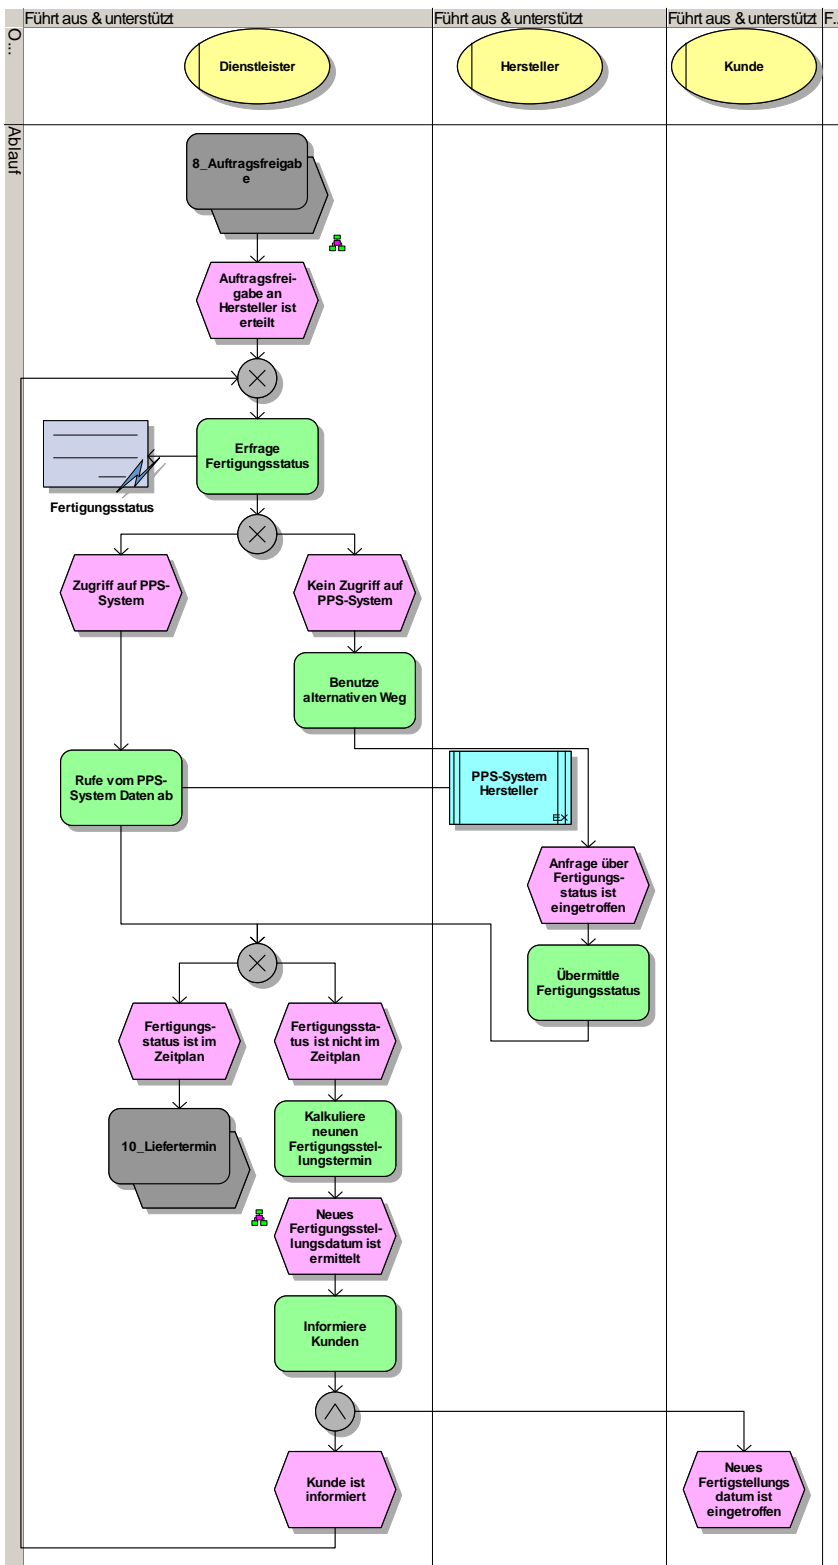 Führt aus & unterstützt
Führt aus & unterstützt
Führt aus & unterstützt
F..
O...
Dienstleister
Hersteller
Kunde
Ablauf
8_Auftragsfreigab
e
Auftragsfrei-
gabe an
Hersteller ist
erteilt
Erfrage
Fertigungsstatus
Fertigungsstatus
Zugriff auf PPS-
System
Kein Zugriff auf
PPS-System
Benutze
alternativen Weg
Rufe vom PPS-
System Daten ab
PPS-System
Hersteller
EX
Anfrage über
Fertigungs-
status ist
eingetroffen
Übermittle
Fertigungsstatus
Fertigungs-
status ist im
Zeitplan
Fertigungssta-
tus ist nicht im
Zeitplan
10_Liefertermin
Kalkuliere
neunen
Fertigungsstel-
lungstermin
Neues
Fertigungsstel-
lungsdatum ist
ermittelt
Informiere
Kunden
Kunde ist
informiert
Neues
Fertigstellungs
datum ist
eingetroffen